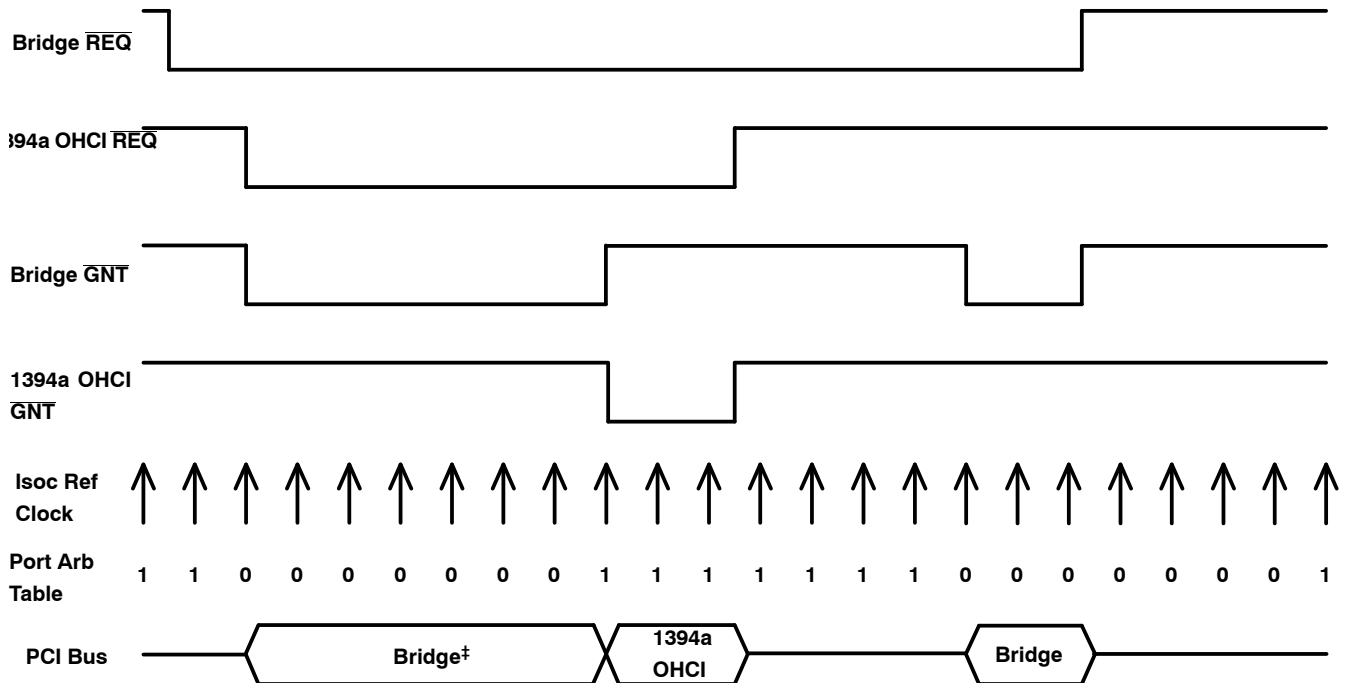 Bridge REQ
394a OHCI REQ
Bridge GNT
1394a OHCI
GNT
Isoc Ref
Clock
Port Arb
Table
1 1 0 0 0 0 0 0 0 1 1 1 1 1 1 1 0 0 0 0 0 0 0 1
PCI Bus
Bridge‡
1394a
OHCI
Bridge